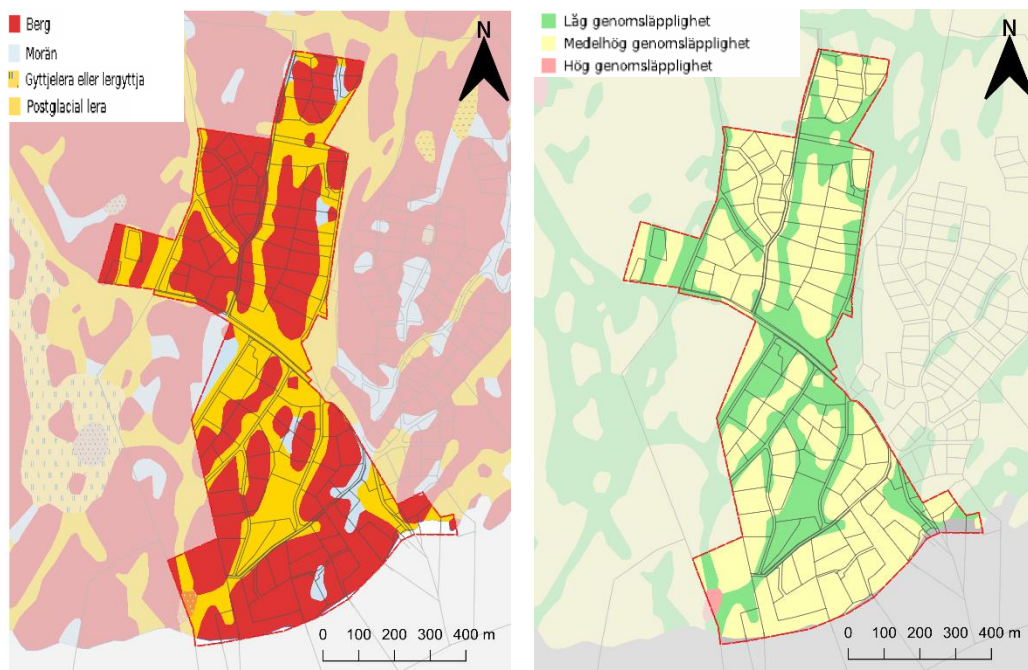 Berg
Morän
Gyttjelera eller lergyttja
Postglacial lera
N
0 100 200 300 400 m
Låg genomsläpplighet
Medelhög genomsläpplighet
Hög genomsläpplighet
N
0 100 200 300 400 m